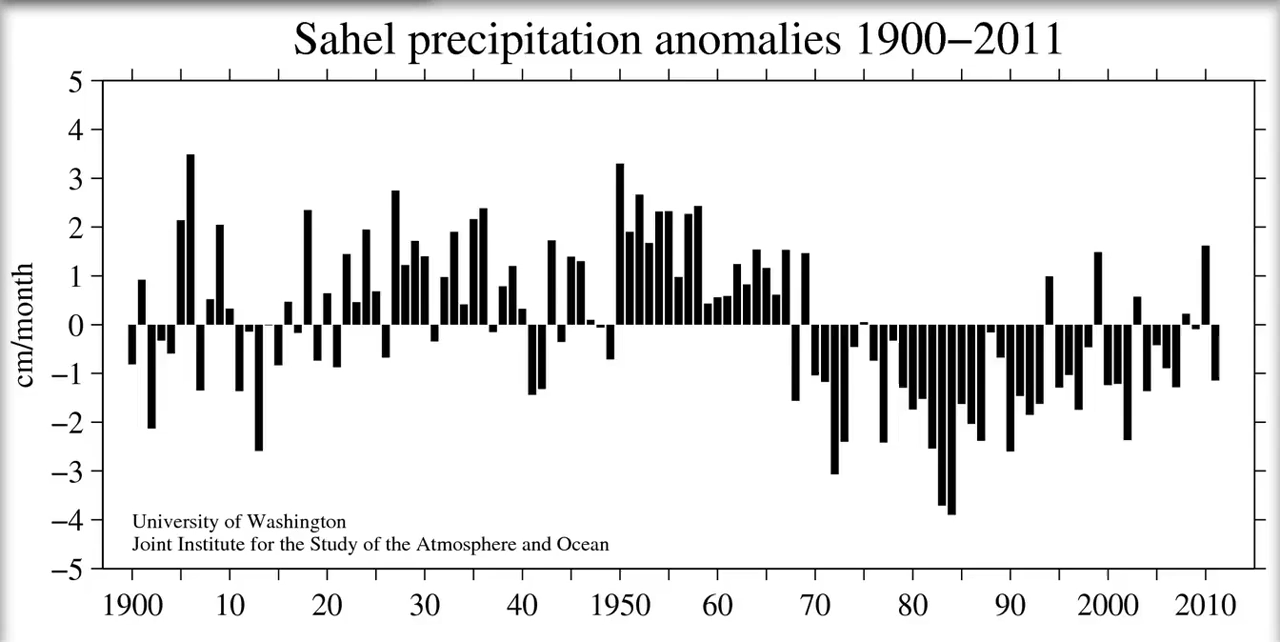 Sahel precipitation anomalies 1900–2011
5
4
3
2
1
0
−1
−2
−3
−4
−5
cm/month
University of Washington
Joint Institute for the Study of the Atmosphere and Ocean
1900 10 20 30 40 1950 60 70 80 90 2000 2010